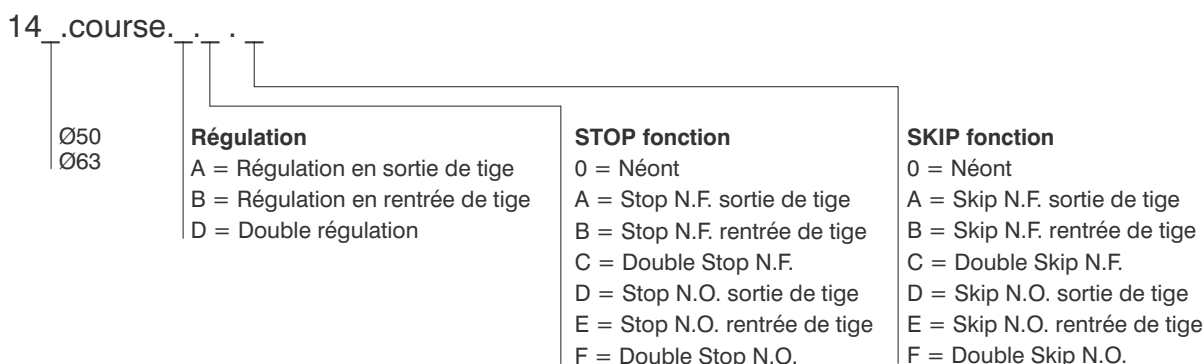 14_.course._._ . _
Ø50
Ø63
Régulation
A = Régulation en sortie de tige
B = Régulation en rentrée de tige
D = Double régulation
STOP fonction
0 = Néont
A = Stop N.F. sortie de tige
B = Stop N.F. rentrée de tige
C = Double Stop N.F.
D = Stop N.O. sortie de tige
E = Stop N.O. rentrée de tige
F = Double Stop N.O.
SKIP fonction
0 = Néont
A = Skip N.F. sortie de tige
B = Skip N.F. rentrée de tige
C = Double Skip N.F.
D = Skip N.O. sortie de tige
E = Skip N.O. rentrée de tige
F = Double Skip N.O.